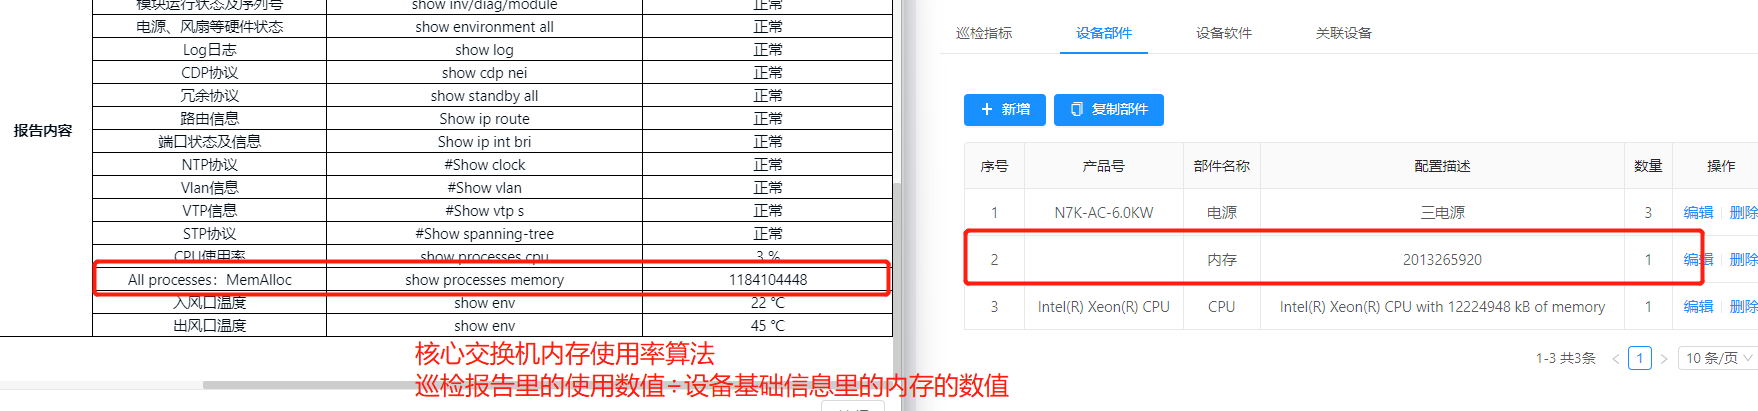 模块运行状态及序列号 show inv/diag/module 正常
电源、风扇等硬件状态 show environment all 正常
Log日志 show log 正常
CDP协议 show cdp nei 正常
冗余协议 show standby all 正常
路由信息 Show ip route 正常
报告内容
端口状态及信息 Show ip int bri 正常
NTP协议 #Show clock 正常
Vlan信息 #Show vlan 正常
VTP信息 #Show vtp s 正常
STP协议 #Show spanning-tree 正常
CPU使用率 show processes cpu 3 %
All processes：MemAlloc show processes memory 1184104448
入风口温度 show env 22 ℃
出风口温度 show env 45 ℃
核心交换机内存使用率算法
巡检报告里的使用数值÷设备基础信息里的内存的数值
巡检指标 设备部件 设备软件 关联设备
+ 新增 复制部件
序号 产品号 部件名称 配置描述 数量 操作
1 N7K-AC-6.0KW 电源 三电源 3 编辑 删除
2 内存 2013265920 1 编辑 删除
3 Intel(R) Xeon(R) CPU CPU Intel(R) Xeon(R) CPU with 12224948 kB of memory 1 编辑 删除
1-3 共3条 < 1 > 10 条/页